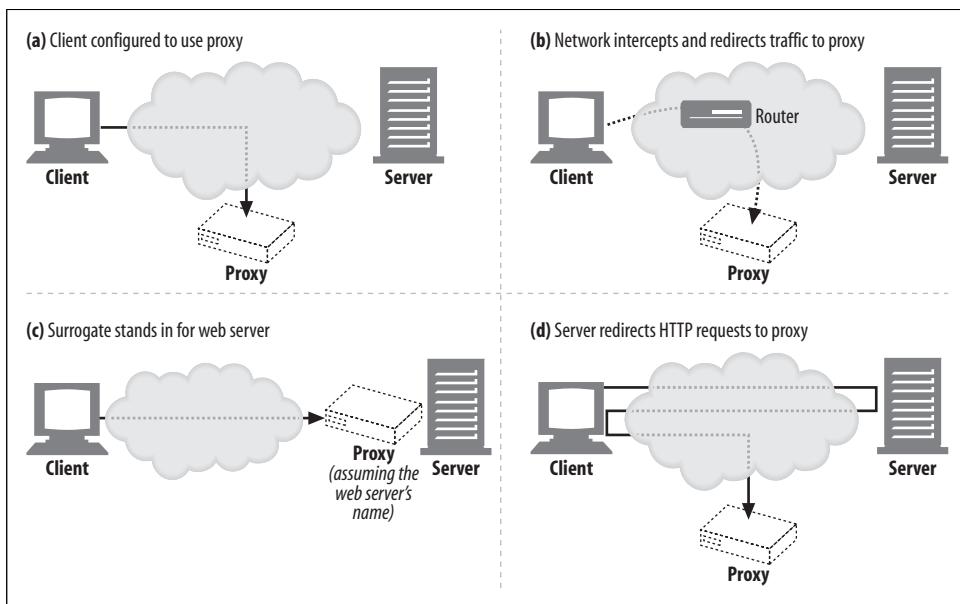 (a) Client configured to use proxy
Client
Server
Proxy
(b) Network intercepts and redirects traffic to proxy
Router
Client
Server
Proxy
(c) Surrogate stands in for web server
Client
Proxy
(assuming the
web server's
name)
Server
(d) Server redirects HTTP requests to proxy
Client
Server
Proxy